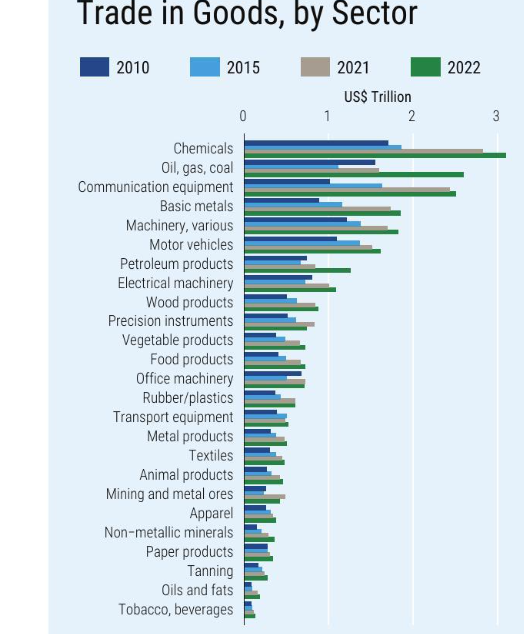 Trade in Goods, by Sector
2010 2015 2021 2022
US$ Trillion
0 1 2 3
Chemicals
Oil, gas, coal
Communication equipment
Basic metals
Machinery, various
Motor vehicles
Petroleum products
Electrical machinery
Wood products
Precision instruments
Vegetable products
Food products
Office machinery
Rubber/plastics
Transport equipment
Metal products
Textiles
Animal products
Mining and metal ores
Apparel
Non-metallic minerals
Paper products
Tanning
Oils and fats
Tobacco, beverages